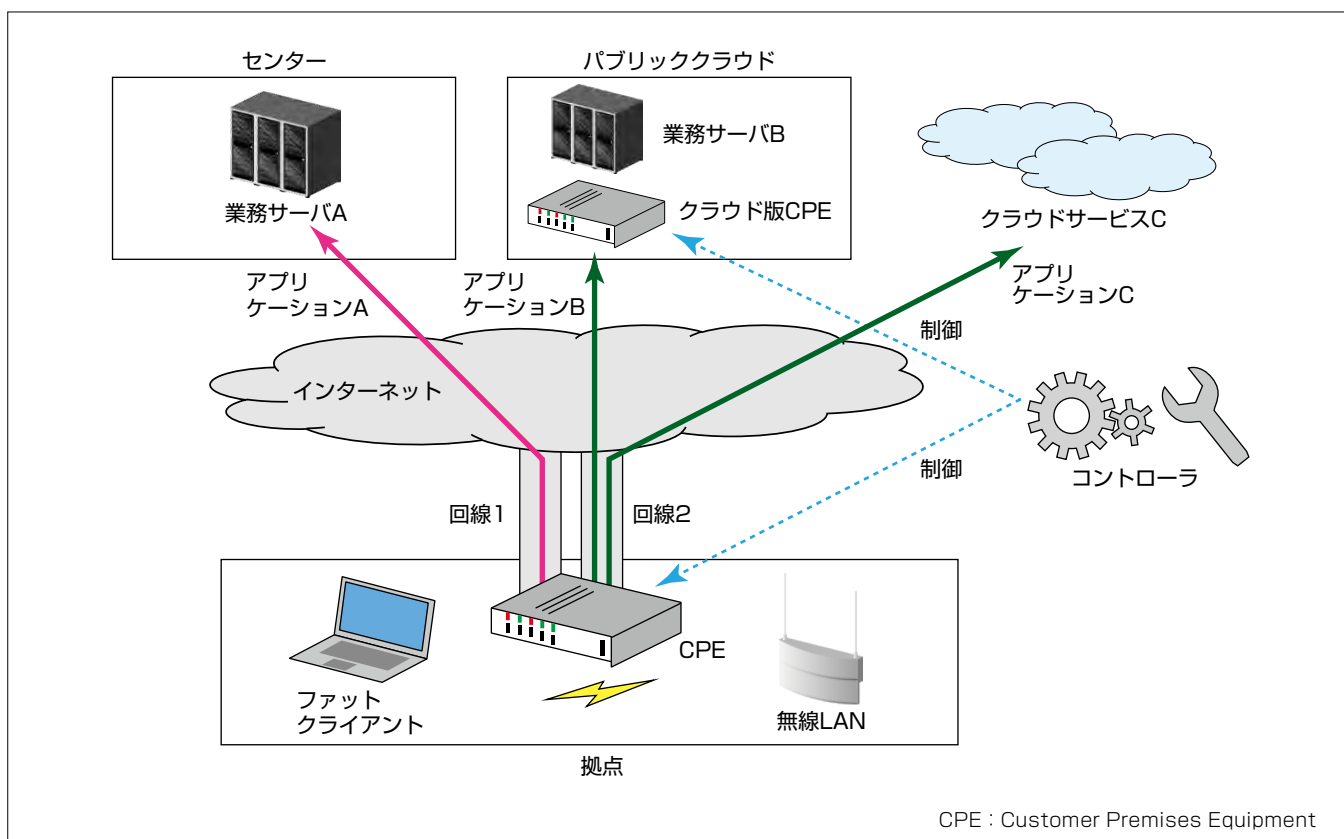 センター
パブリッククラウド
業務サーバA
業務サーバB
クラウド版CPE
クラウドサービスC
アプリ
ケーションA
アプリ
ケーションB
アプリ
ケーションC
制御
インターネット
コントローラ
制御
回線1
回線2
CPE
ファット
クライアント
無線LAN
拠点
CPE:Customer Premises Equipment